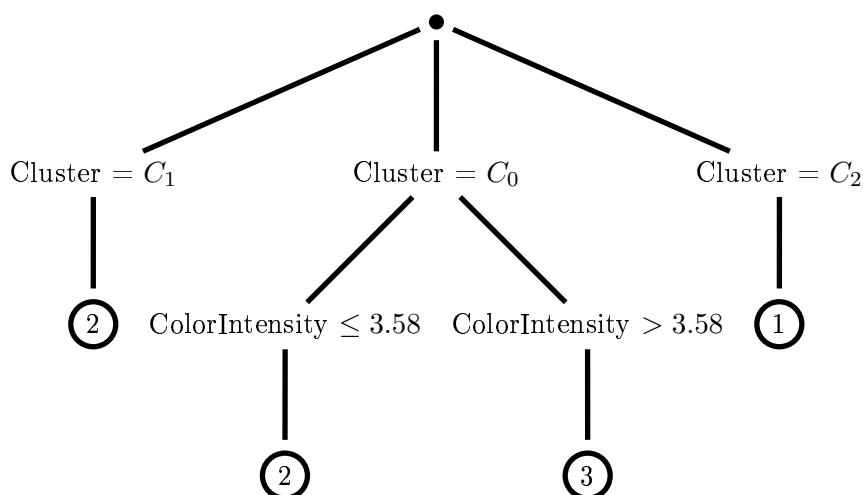 Cluster = C₁ Cluster = C₀ Cluster = C₂
2 ColorIntensity ≤ 3.58 ColorIntensity > 3.58 1
2 3